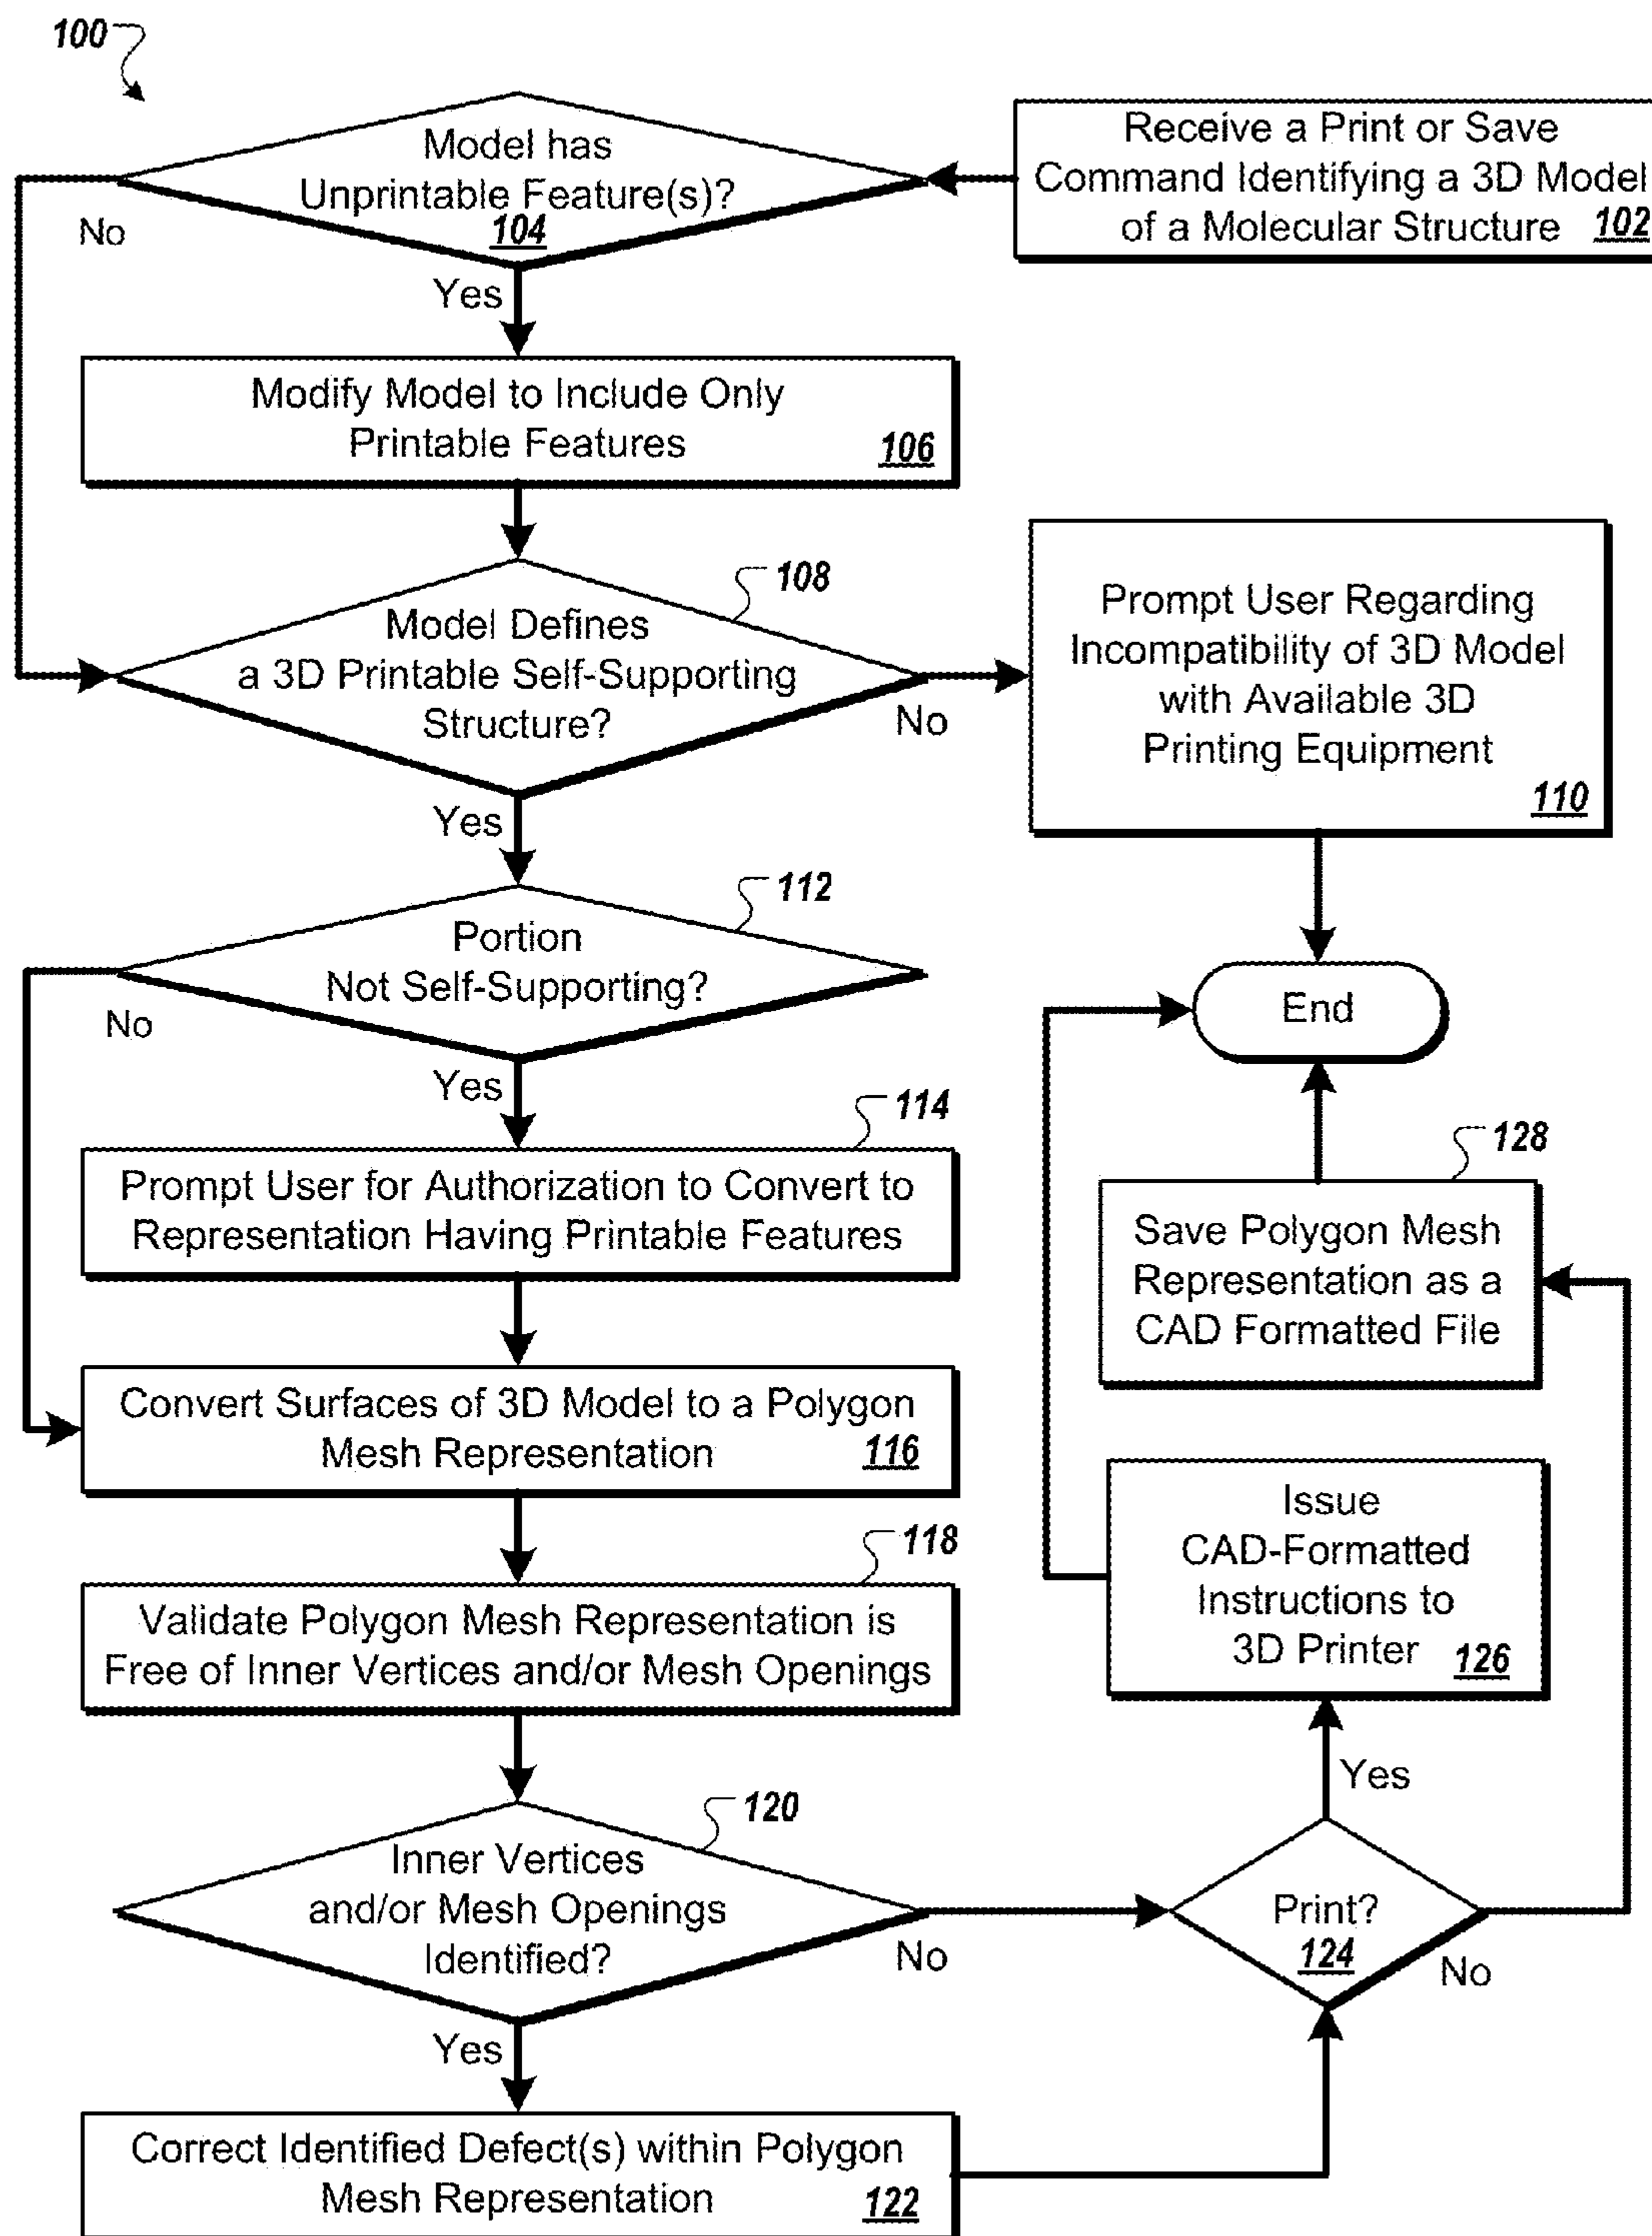 100
Receive a Print or Save
Command Identifying a 3D Model
of a Molecular Structure 102
Model has
Unprintable Feature(s)?
104
No
Yes
Modify Model to Include Only
Printable Features 106
108
Model Defines
a 3D Printable Self-Supporting
Structure?
No
Yes
Prompt User Regarding
Incompatibility of 3D Model
with Available 3D
Printing Equipment
110
112
Portion
Not Self-Supporting?
No
Yes
End
114
Prompt User for Authorization to Convert to
Representation Having Printable Features
Convert Surfaces of 3D Model to a Polygon
Mesh Representation 116
118
Validate Polygon Mesh Representation is
Free of Inner Vertices and/or Mesh Openings
120
Inner Vertices
and/or Mesh Openings
Identified?
No
Yes
Correct Identified Defect(s) within Polygon
Mesh Representation 122
Print?
124
Yes
No
Issue
CAD-Formatted
Instructions to
3D Printer 126
128
Save Polygon Mesh
Representation as a
CAD Formatted File